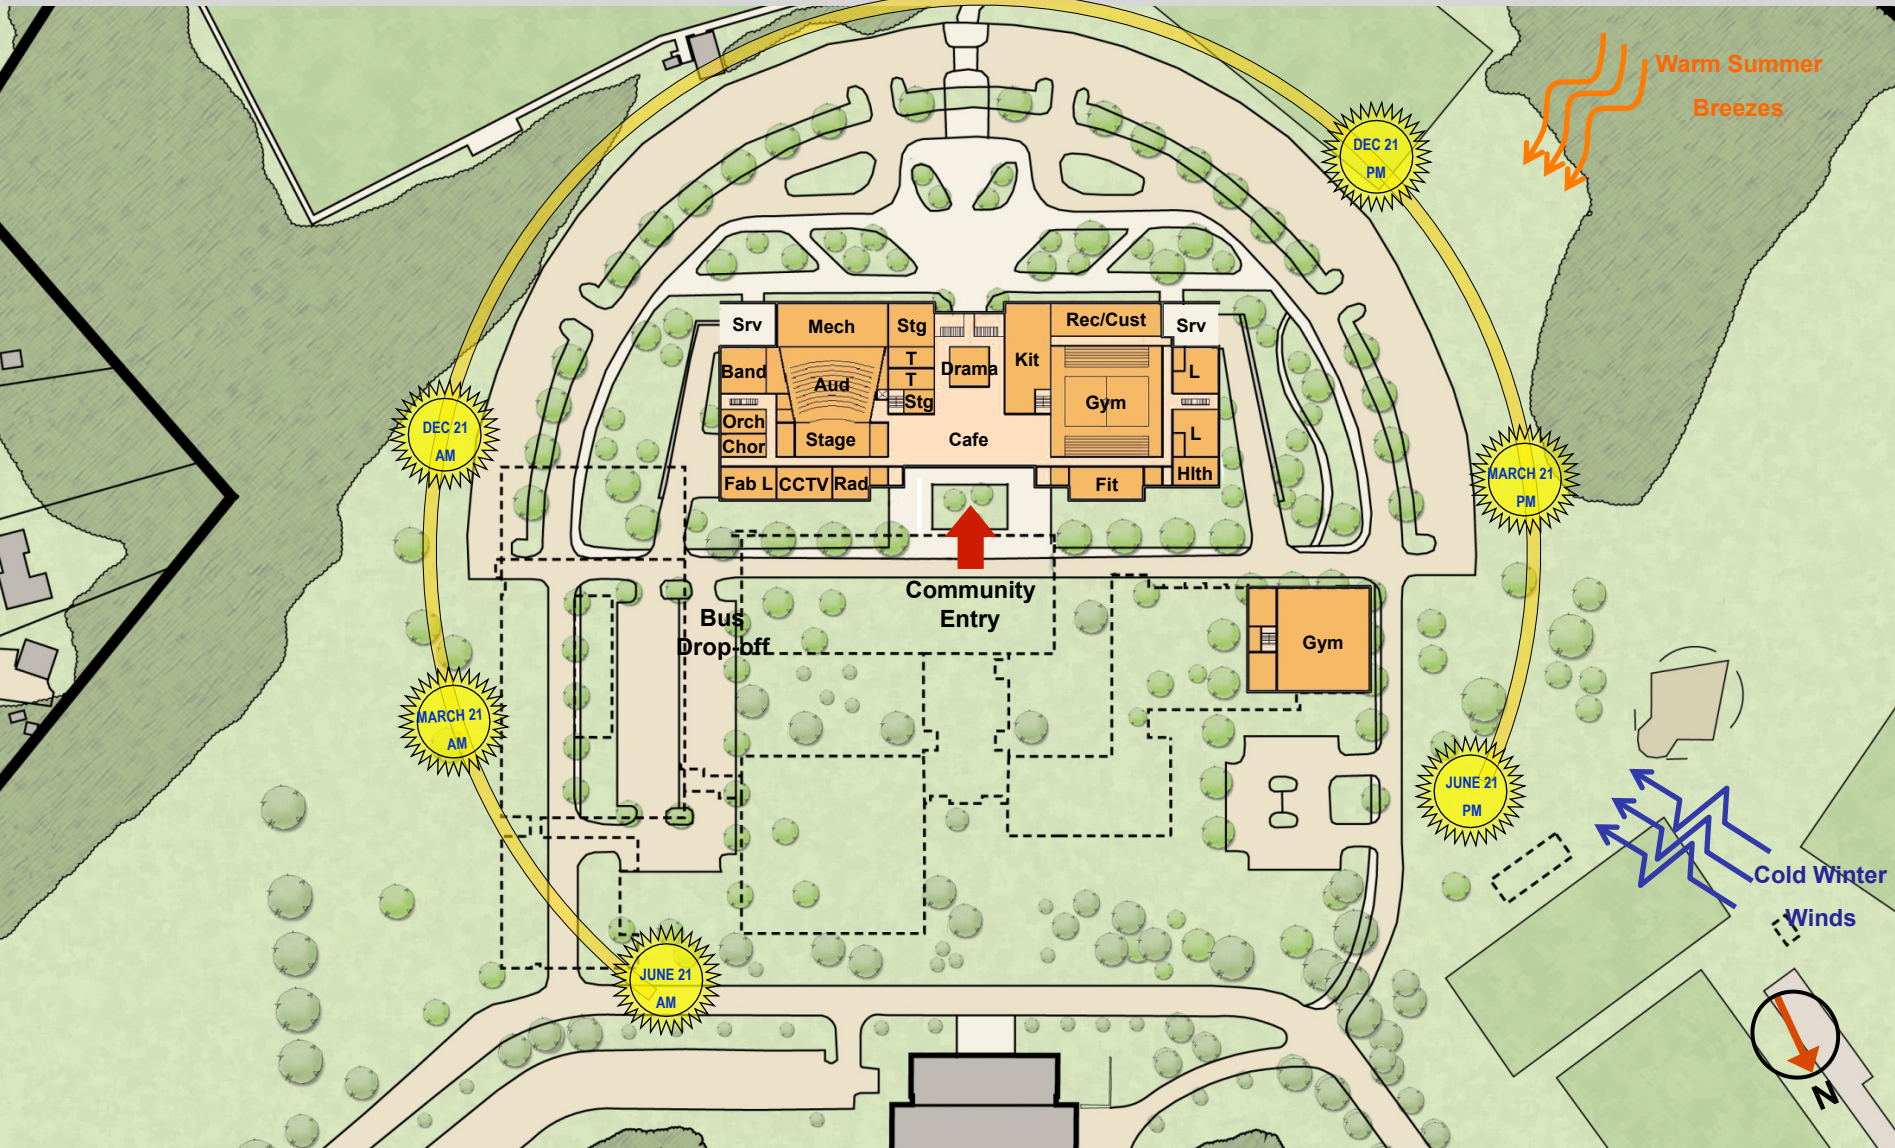 Warm Summer
Breezes
DEC 21
PM
Srv
Mech
Stg
Rec/Cust
Srv
Band
Aud
T
T
Stg
Drama
Kit
Gym
L
DEC 21
AM
Orch
Chor
Stage
Cafe
L
Hlth
MARCH 21
PM
Fab L
CCTV
Rad
Fit
Community
Entry
Bus
Drop-off
Gym
MARCH 21
AM
JUNE 21
PM
Cold Winter
Winds
JUNE 21
AM
N